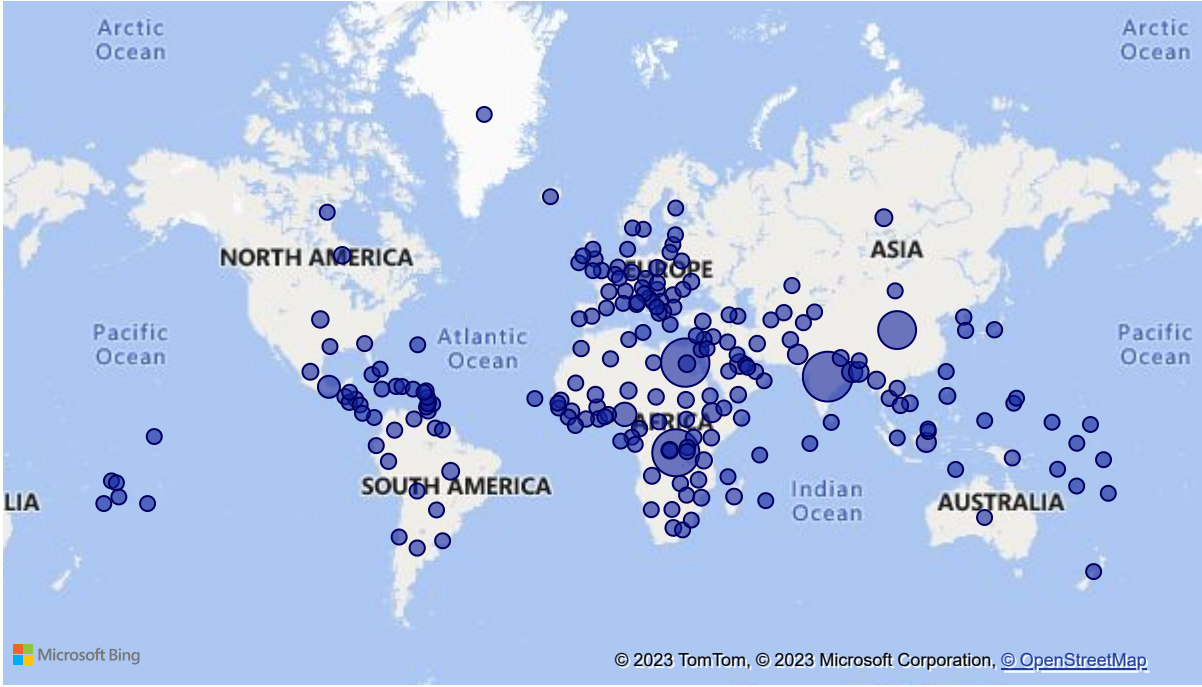 Arctic
Ocean
Arctic
Ocean
NORTH AMERICA
EUROPE
ASIA
Pacific
Ocean
Atlantic
Ocean
Pacific
Ocean
AFRICA
SOUTH AMERICA
Indian
Ocean
LIA
AUSTRALIA
Microsoft Bing
© 2023 TomTom, © 2023 Microsoft Corporation, © OpenStreetMap